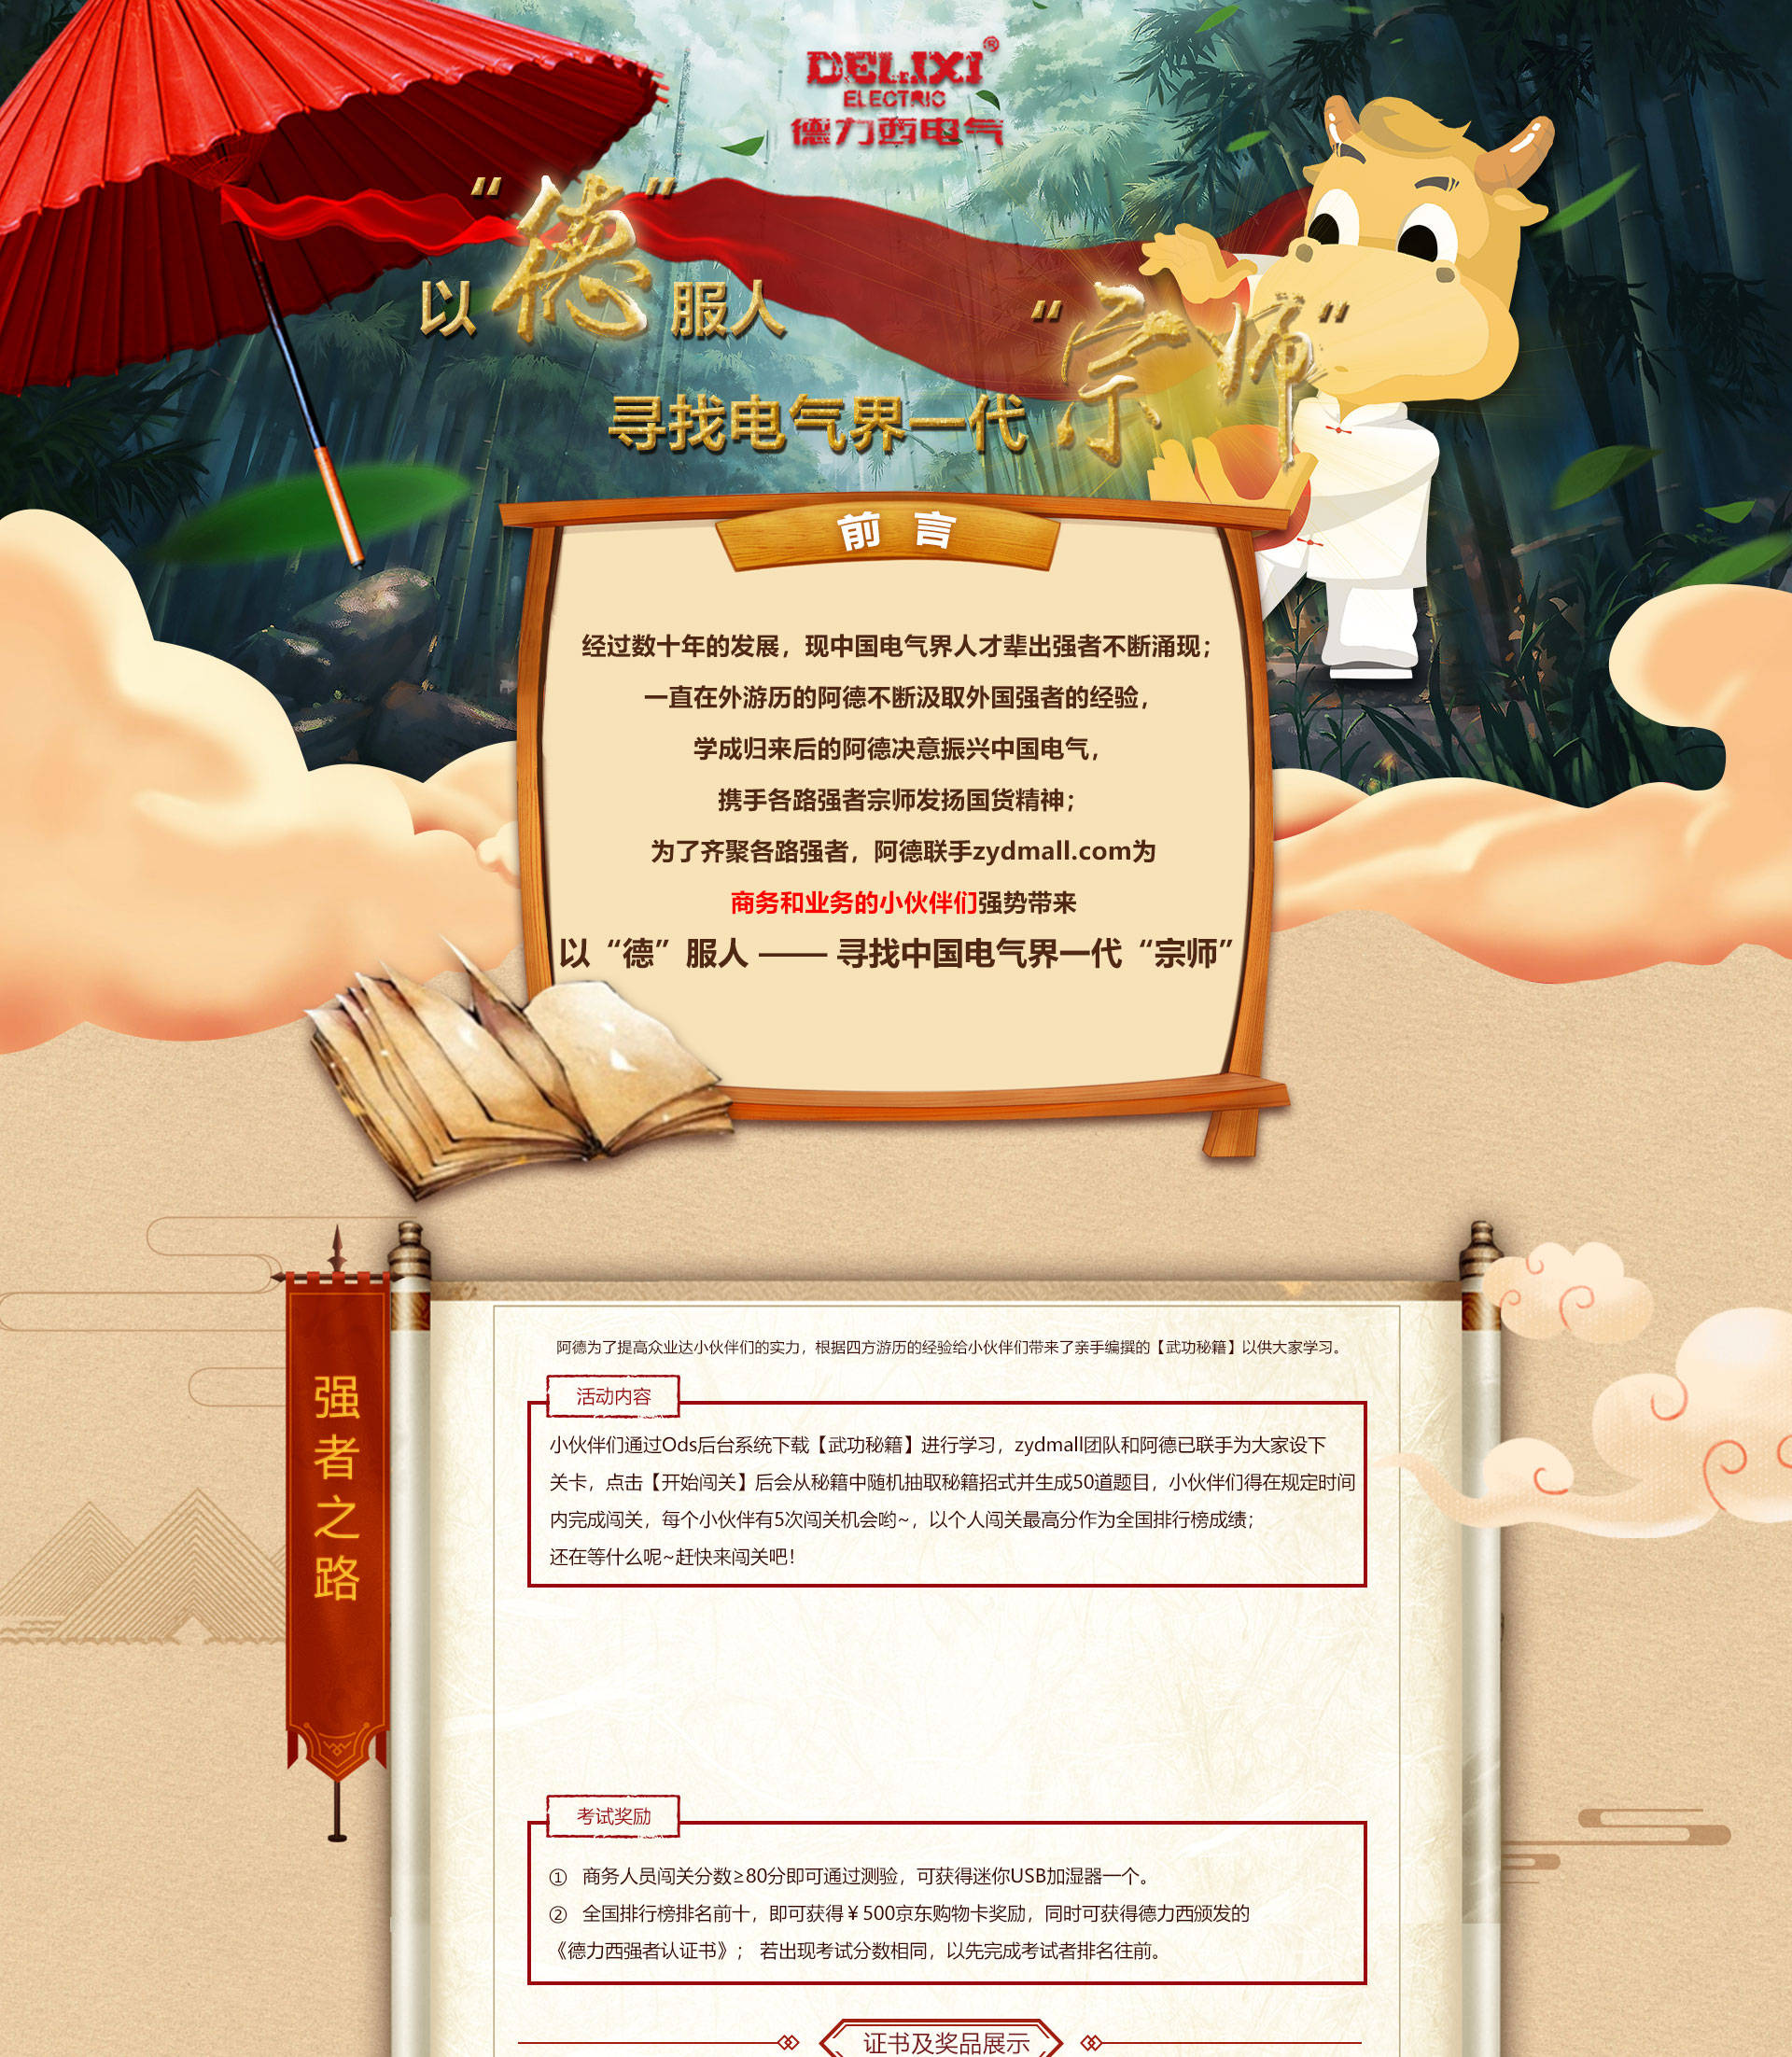 DELIXI®
ELECTRIC
德力西电气
以“德”服人
寻找电气界一代“宗师”
前 言
经过数十年的发展，现中国电气界人才辈出强者不断涌现；
一直在外游历的阿德不断汲取外国强者的经验，
学成归来后的阿德决意振兴中国电气，
携手各路强者宗师发扬国货精神；
为了齐聚各路强者，阿德联手zydmall.com为
商务和业务的小伙伴们强势带来
以“德”服人 —— 寻找中国电气界一代“宗师”
强者之路
阿德为了提高众业达小伙伴们的实力，根据四方游历的经验给小伙伴们带来了亲手编撰的【武功秘籍】以供大家学习。
活动内容
小伙伴们通过Ods后台系统下载【武功秘籍】进行学习，zydmall团队和阿德已联手为大家设下
关卡，点击【开始闯关】后会从秘籍中随机抽取秘籍招式并生成50道题目，小伙伴们得在规定时间
内完成闯关，每个小伙伴有5次闯关机会哟~，以个人闯关最高分作为全国排行榜成绩；
还在等什么呢~赶快来闯关吧！
考试奖励
① 商务人员闯关分数≥80分即可通过测验，可获得迷你USB加湿器一个。
② 全国排行榜排名前十，即可获得￥500京东购物卡奖励，同时可获得德力西颁发的
《德力西强者认证书》； 若出现考试分数相同，以先完成考试者排名往前。
证书及奖品展示